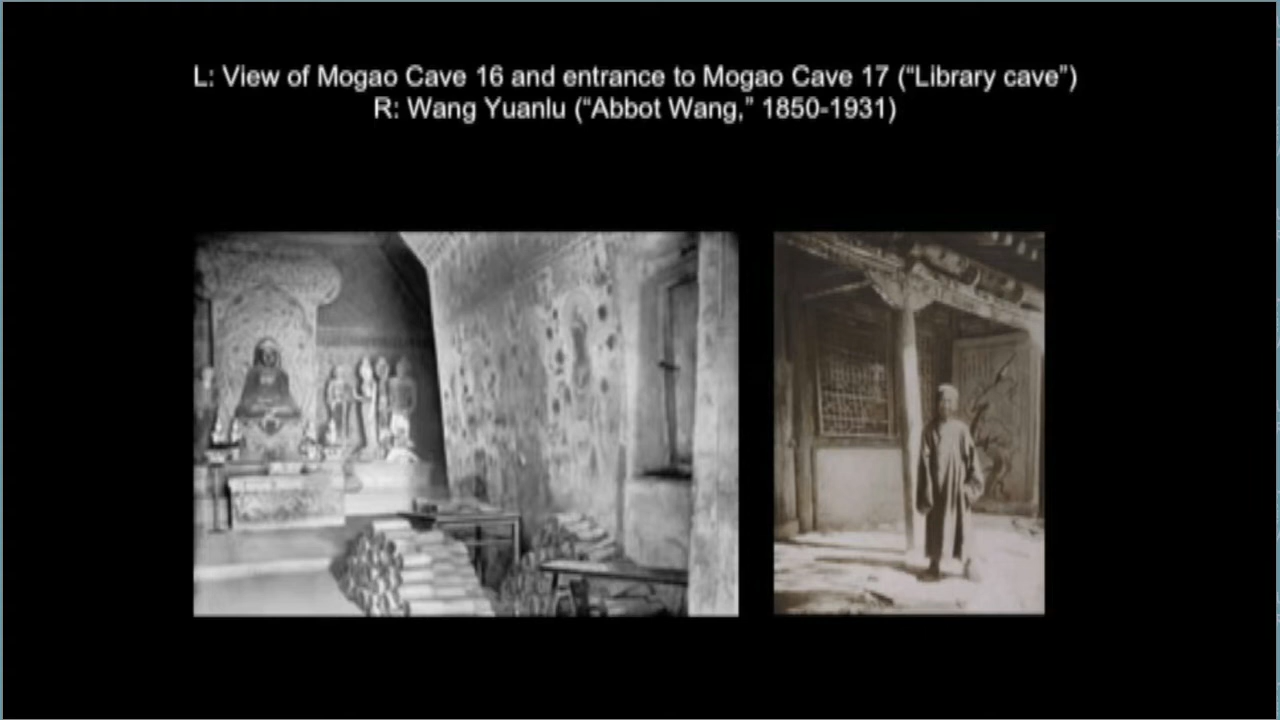 L: View of Mogao Cave 16 and entrance to Mogao Cave 17 (“Library cave”)
R: Wang Yuanlu (“Abbot Wang,” 1850-1931)